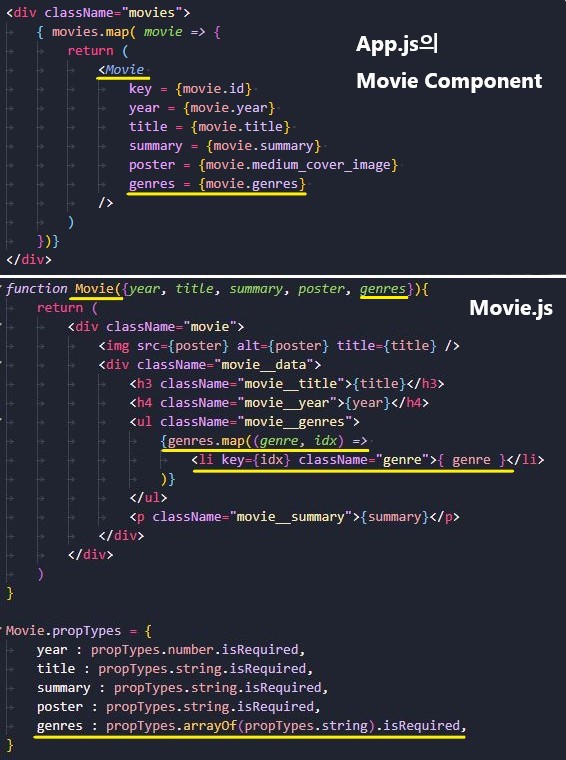 <div className="movies">
{ movies.map( movie => {
return (
<Movie
key = {movie.id}
year = {movie.year}
title = {movie.title}
summary = {movie.summary}
poster = {movie.medium_cover_image}
genres = {movie.genres}
/>
)
})}
</div>
App.js의
Movie Component
function Movie({year, title, summary, poster, genres}){
return (
<div className="movie">
<img src={poster} alt={poster} title={title} />
<div className="movie__data">
<h3 className="movie__title">{title}</h3>
<h4 className="movie__year">{year}</h4>
<ul className="movie__genres">
{genres.map((genre, idx) =>
<li key={idx} className="genre">{ genre }</li>
)}
</ul>
<p className="movie__summary">{summary}</p>
</div>
</div>
)
}
Movie.js
Movie.propTypes = {
year : propTypes.number.isRequired,
title : propTypes.string.isRequired,
summary : propTypes.string.isRequired,
poster : propTypes.string.isRequired,
genres : propTypes.arrayOf(propTypes.string).isRequired,
}